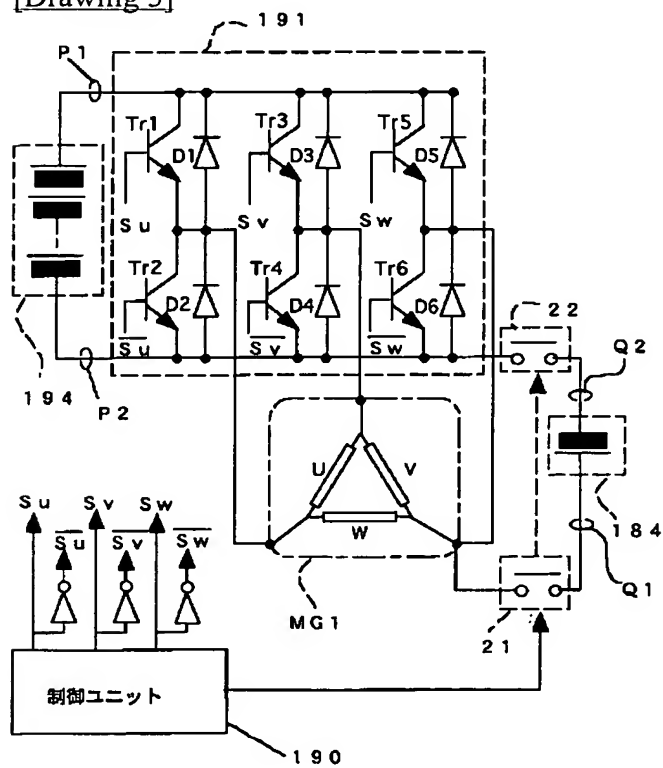 [Drawing 3]
191
P1
Tr1
Tr3
Tr5
D1
D3
D5
Su
Sv
Sw
Tr2
Tr4
Tr6
D2
D4
D6
22
S̅u̅
S̅v̅
S̅w̅
Q2
194
P2
U
V
W
184
Su
Sv
Sw
S̅u̅
S̅v̅
S̅w̅
Q1
MG1
21
制御ユニット
190